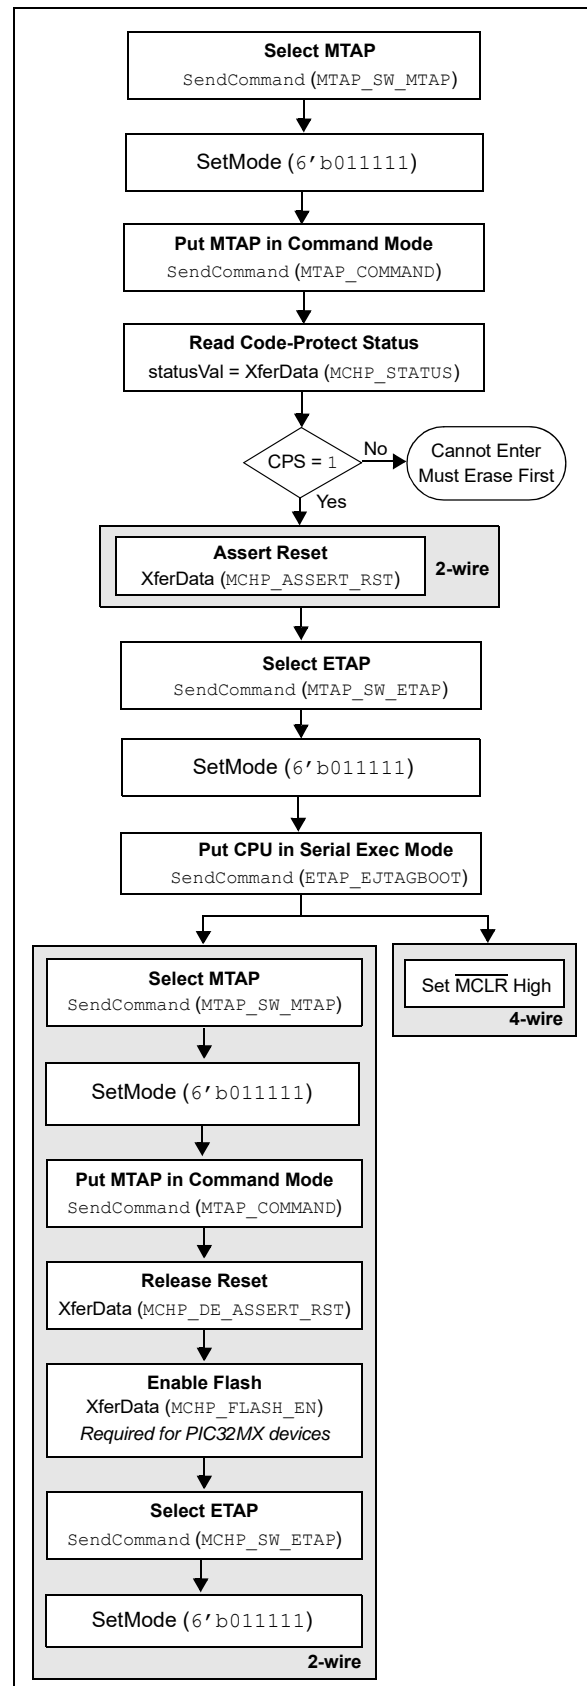 Select MTAP
SendCommand (MTAP_SW_MTAP)
SetMode (6’b011111)
Put MTAP in Command Mode
SendCommand (MTAP_COMMAND)
Read Code-Protect Status
statusVal = XferData (MCHP_STATUS)
CPS = 1
No
Cannot Enter
Must Erase First
Yes
Assert Reset
XferData (MCHP_ASSERT_RST)
2-wire
Select ETAP
SendCommand (MTAP_SW_ETAP)
SetMode (6’b011111)
Put CPU in Serial Exec Mode
SendCommand (ETAP_EJTAGBOOT)
Select MTAP
SendCommand (MTAP_SW_MTAP)
Set MCLR High
4-wire
SetMode (6’b011111)
Put MTAP in Command Mode
SendCommand (MTAP_COMMAND)
Release Reset
XferData (MCHP_DE_ASSERT_RST)
Enable Flash
XferData (MCHP_FLASH_EN)
Required for PIC32MX devices
Select ETAP
SendCommand (MCHP_SW_ETAP)
SetMode (6’b011111)
2-wire